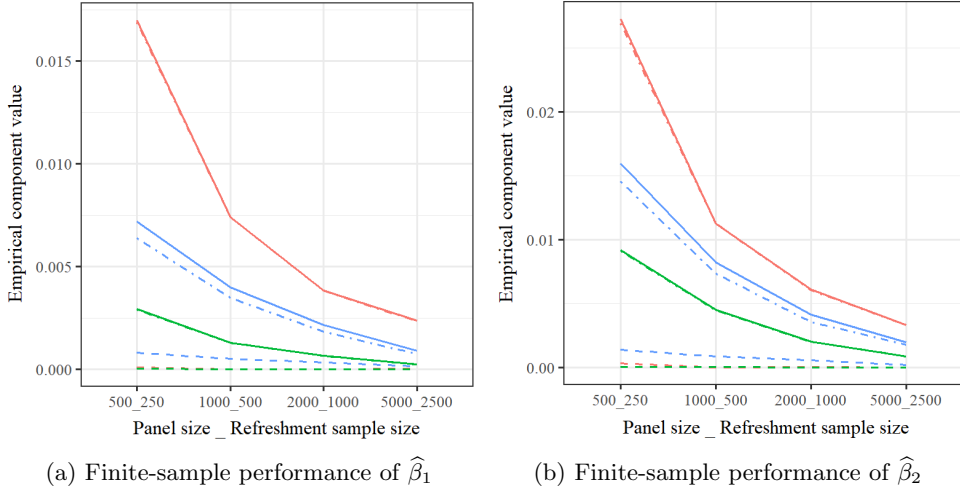 Empirical component value
0.015
0.010
0.005
0.000
500_250
1000_500
2000_1000
5000_2500
Panel size _ Refreshment sample size
(a) Finite-sample performance of β̂₁
Empirical component value
0.02
0.01
0.00
500_250
1000_500
2000_1000
5000_2500
Panel size _ Refreshment sample size
(b) Finite-sample performance of β̂₂